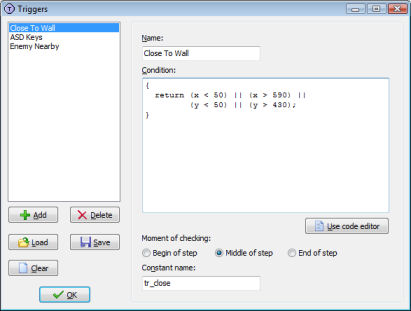 Triggers
Close To Wall
ASD Keys
Enemy Nearby
Add
Delete
Load
Save
Clear
OK
Name:
Close To Wall
Condition:
{
  return (x < 50) || (x > 590) ||
         (y < 50) || (y > 430);
}
Use code editor
Moment of checking:
Begin of step
Middle of step
End of step
Constant name:
tr_close